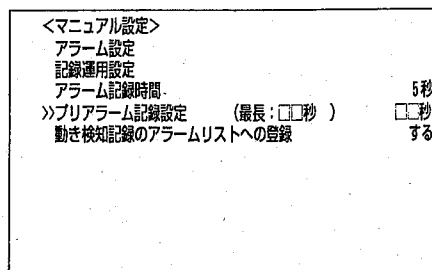 <マニュアル設定>
アラーム設定
記録運用設定
アラーム記録時間 5秒
>>プリアラーム記録設定 (最長:□□秒 ) □□秒
動き検知記録のアラームリストへの登録 する